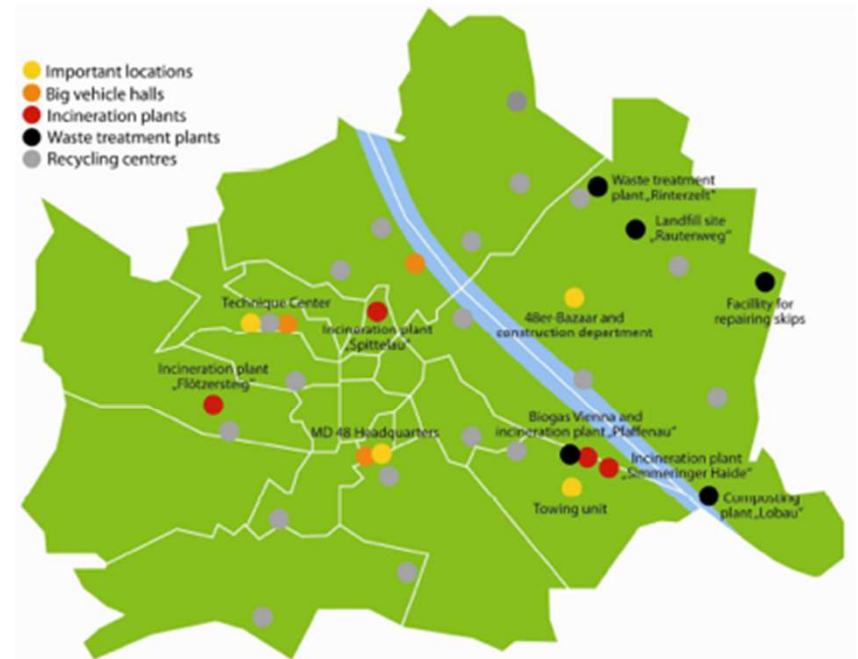 Important locations
Big vehicle halls
Incineration plants
Waste treatment plants
Recycling centres
Waste treatment
plant „Rinterzelt"
Landfill site
„Rautenweg"
Facillity for
repairing skips
48er-Bazaar and
construction department
Technique Center
Incineration plant
„Spittelau"
Incineration plant
„Flötzersteig"
MD 48 Headquarters
Biogas Vienna and
incineration plant „Pfaffenau"
Incineration plant
„Simmeringer Haide"
Towing unit
Composting
plant „Lobau"